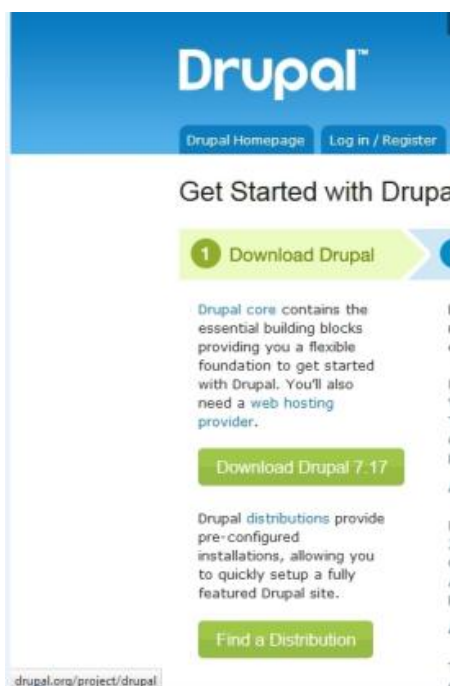 Drupal™
Drupal Homepage Log in / Register
Get Started with Drupa
1 Download Drupal
Drupal core contains the
essential building blocks
providing you a flexible
foundation to get started
with Drupal. You'll also
need a web hosting
provider.
Download Drupal 7.17
Drupal distributions provide
pre-configured
installations, allowing you
to quickly setup a fully
featured Drupal site.
Find a Distribution
drupal.org/project/drupal